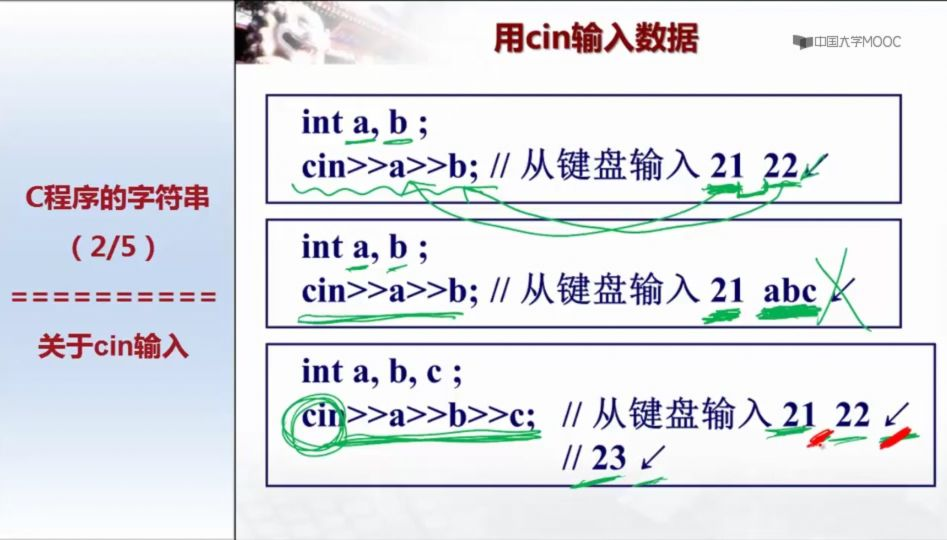 用cin输入数据
中国大学MOOC
C程序的字符串
（2/5）
==========
关于cin输入
int a, b ;
cin>>a>>b; // 从键盘输入 21 22↙
int a, b ;
cin>>a>>b; // 从键盘输入 21 abc ↙
int a, b, c ;
cin>>a>>b>>c; // 从键盘输入 21 22 ↙
// 23 ↙